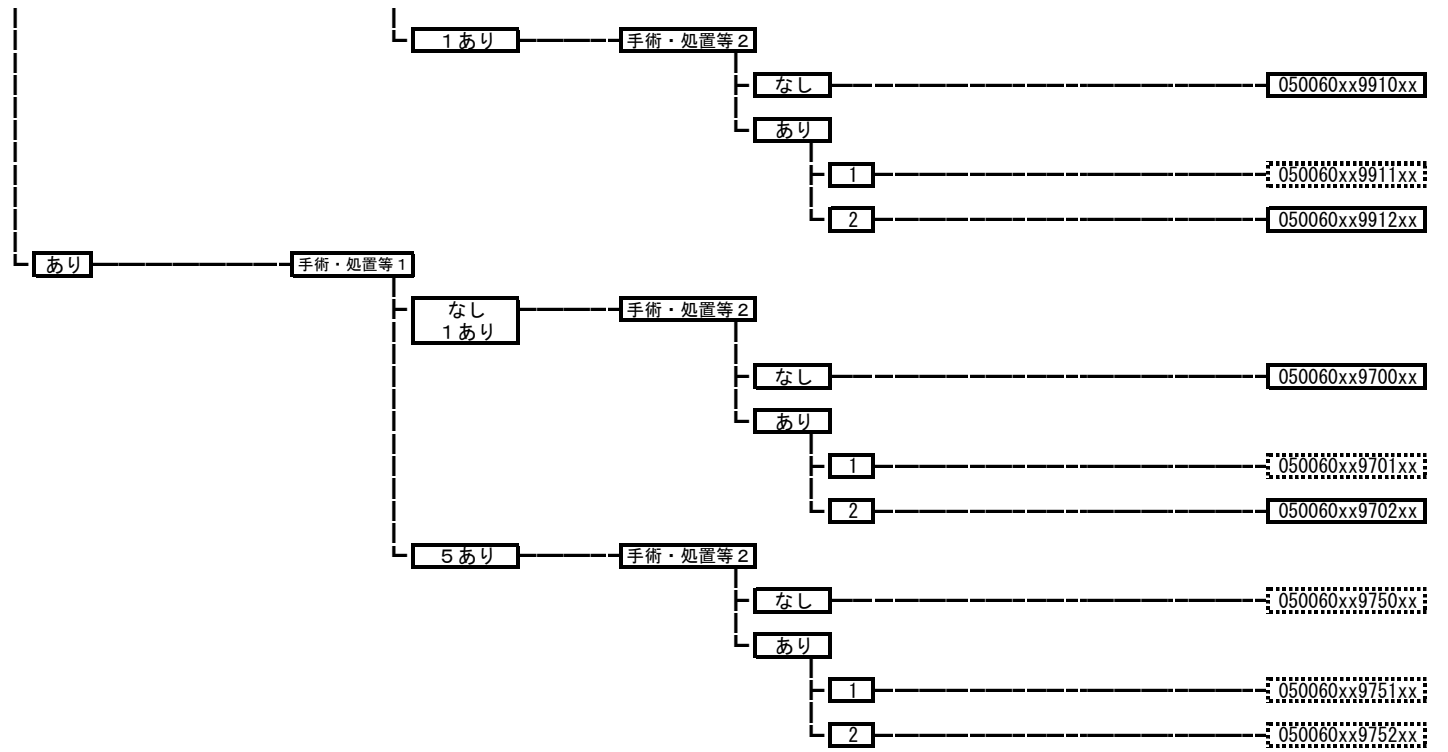 １あり
手術・処置等２
なし
050060xx9910xx
あり
1
050060xx9911xx
2
050060xx9912xx
あり
手術・処置等１
なし
１あり
手術・処置等２
なし
050060xx9700xx
あり
1
050060xx9701xx
2
050060xx9702xx
５あり
手術・処置等２
なし
050060xx9750xx
あり
1
050060xx9751xx
2
050060xx9752xx